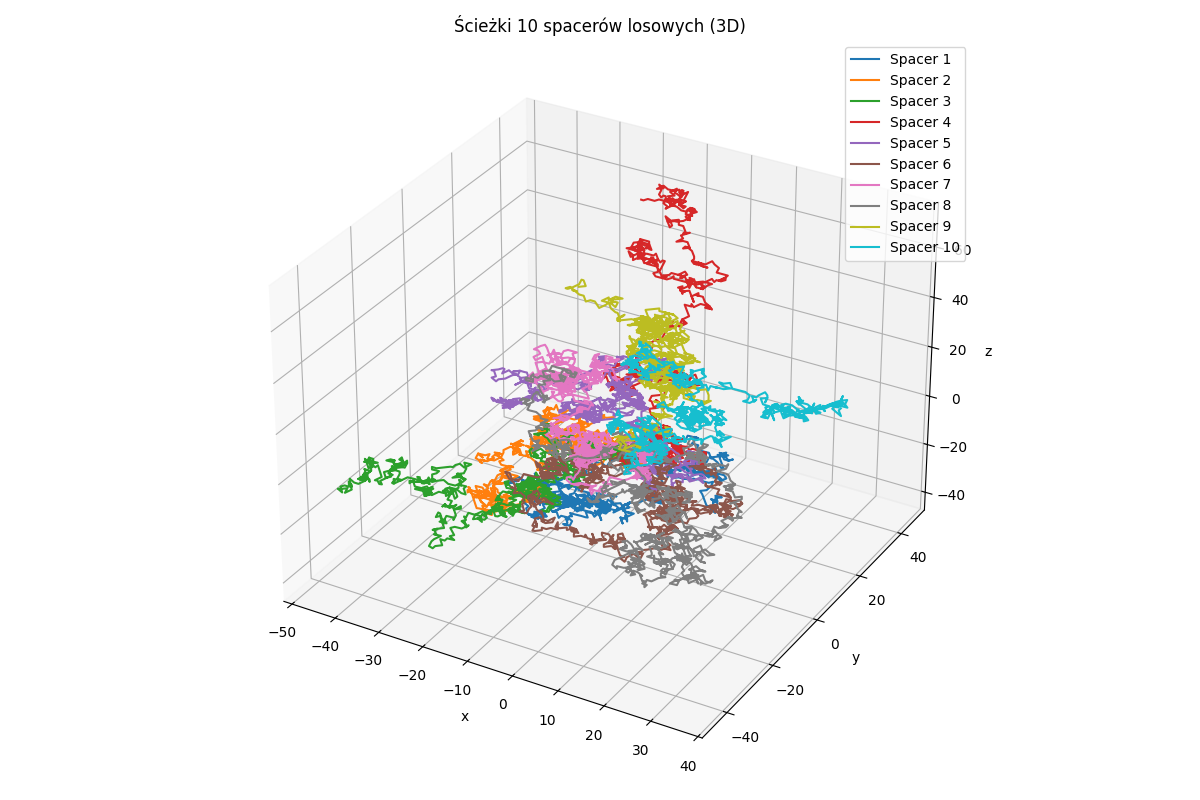 Ścieżki 10 spacerów losowych (3D)
Spacer 1
Spacer 2
Spacer 3
Spacer 4
Spacer 5
Spacer 6
Spacer 7
Spacer 8
Spacer 9
Spacer 10
40
20
0
−20
−40
z
40
20
0
−20
−40
y
−50
−40
−30
−20
−10
0
10
20
30
40
x